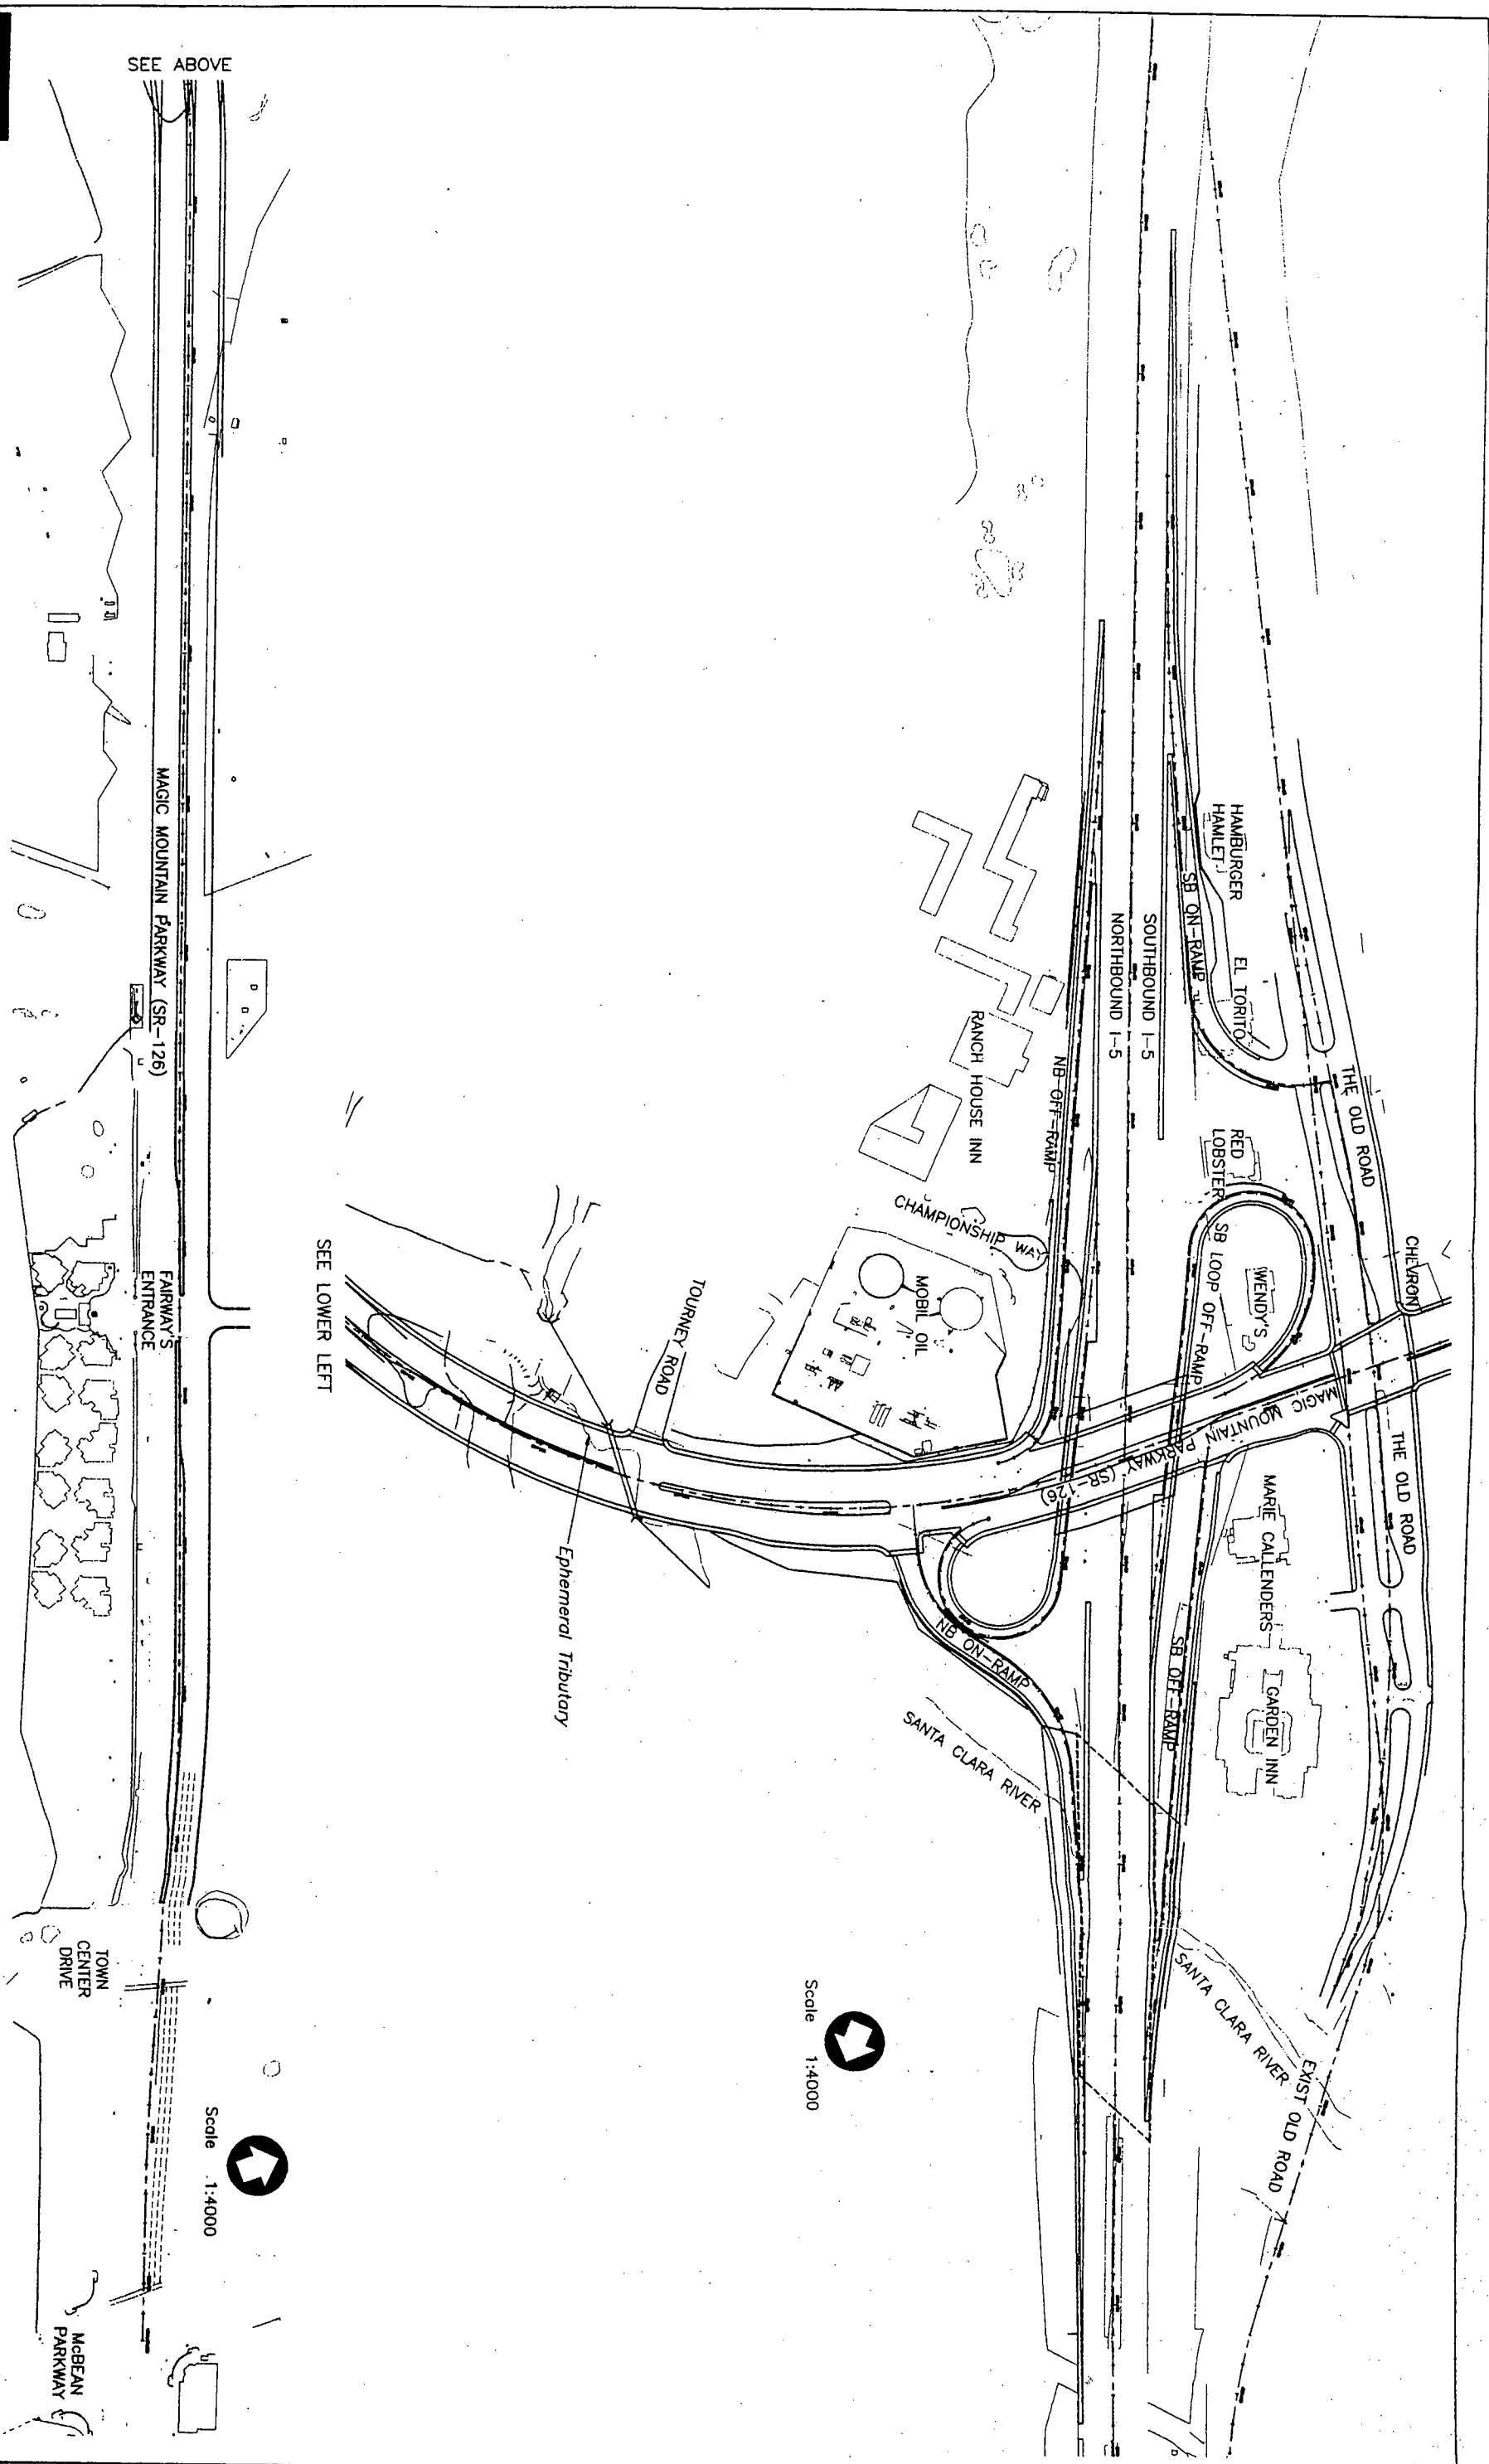 SEE ABOVE
HAMBURGER
HAMLET
EL TORITO
SB ON-RAMP
SOUTHBOUND I-5
NORTHBOUND I-5
NB OFF-RAMP
RANCH HOUSE INN
THE OLD ROAD
RED
LOBSTER
CHEVRON
WENDY'S
SB LOOP OFF-RAMP
CHAMPIONSHIP WAY
MOBIL OIL
TOURNEY ROAD
MAGIC MOUNTAIN PARKWAY (SR-126)
THE OLD ROAD
MARIE CALLENDERS
GARDEN INN
SB OFF-RAMP
NB ON-RAMP
SANTA CLARA RIVER
SANTA CLARA RIVER
EXIST OLD ROAD
Ephemeral Tributary
SEE LOWER LEFT
Scale 1:4000
MAGIC MOUNTAIN PARKWAY (SR-126)
FAIRWAY'S
ENTRANCE
TOWN
CENTER
DRIVE
Scale 1:4000
McBEAN
PARKWAY